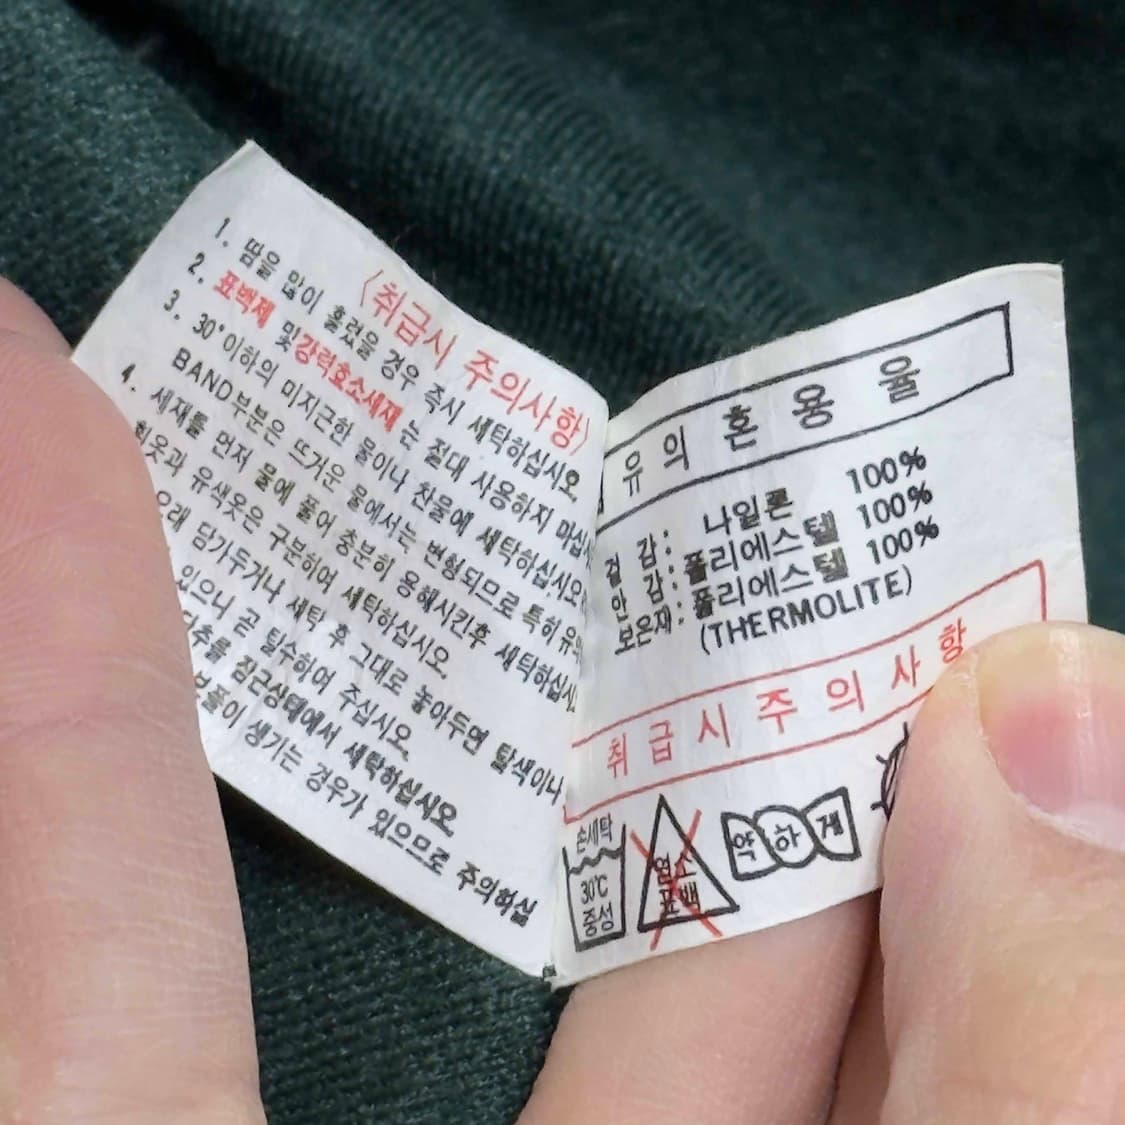 〈취급시 주의사항〉
1. 땀을 많이 흘렸을 경우 즉시 세탁하십시오.
2. 표백제 및 강력효소세재는 절대 사용하지 마십시
3. 30°이하의 미지근한 물이나 찬물에 세탁하십시오
BAND부분은 뜨거운 물에서는 변형되므로 특히유의
4. 세재를 먼저 물에 풀어 충분히 용해시킨후 세탁하십시
흰옷과 유색옷은 구분하여 세탁하십시오.
오래 담가두거나 세탁 후 그대로 놓아두면 탈색이나
있으니 곧 탈수하여 주십시오.
단추를 잠근상태에서 세탁하십시오.
보풀이 생기는 경우가 있으므로 주의하십
유의 혼용율
겉 감: 나일론 100%
안 감: 폴리에스텔 100%
보온재: 폴리에스텔 100%
(THERMOLITE)
취급시주의사항
손세탁
30℃
중성
염소
표백
약하게